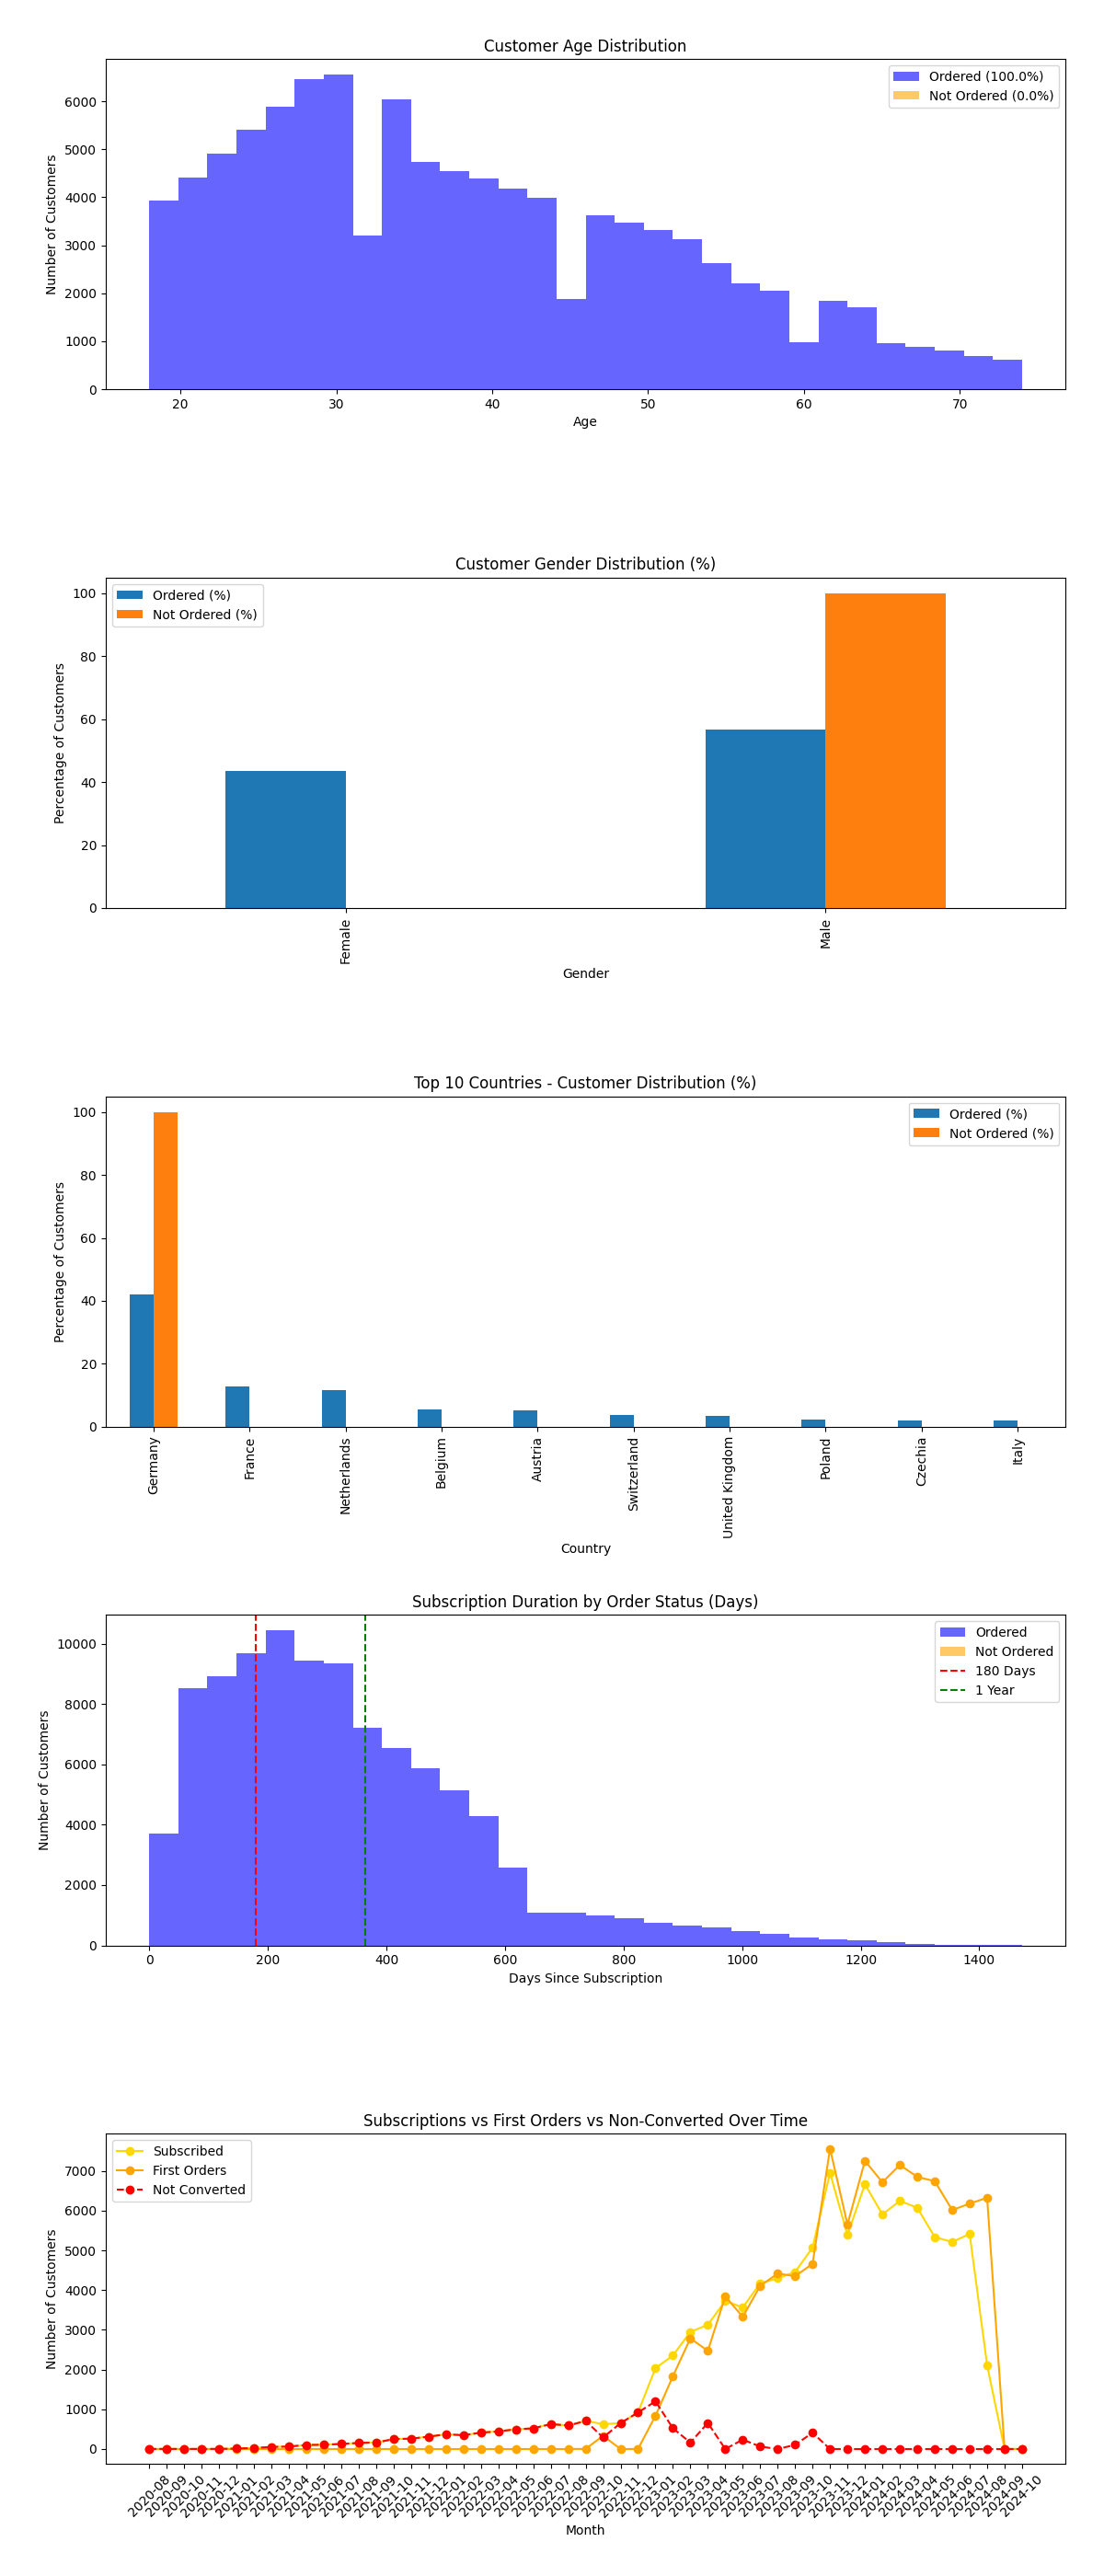 Customer Age Distribution
Ordered (100.0%)
Not Ordered (0.0%)
Number of Customers
6000
5000
4000
3000
2000
1000
0
20 30 40 50 60 70
Age
Customer Gender Distribution (%)
Ordered (%)
Not Ordered (%)
Percentage of Customers
100
80
60
40
20
0
Female Male
Gender
Top 10 Countries - Customer Distribution (%)
Ordered (%)
Not Ordered (%)
Percentage of Customers
100
80
60
40
20
0
Germany France Netherlands Belgium Austria Switzerland United Kingdom Poland Czechia Italy
Country
Subscription Duration by Order Status (Days)
Ordered
Not Ordered
180 Days
1 Year
Number of Customers
10000
8000
6000
4000
2000
0
0 200 400 600 800 1000 1200 1400
Days Since Subscription
Subscriptions vs First Orders vs Non-Converted Over Time
Subscribed
First Orders
Not Converted
Number of Customers
7000
6000
5000
4000
3000
2000
1000
0
2020-08 2020-09 2020-10 2020-11 2020-12 2021-01 2021-02 2021-03 2021-04 2021-05 2021-06 2021-07 2021-08 2021-09 2021-10 2021-11 2021-12 2022-01 2022-02 2022-03 2022-04 2022-05 2022-06 2022-07 2022-08 2022-09 2022-10 2022-11 2022-12 2023-01 2023-02 2023-03 2023-04 2023-05 2023-06 2023-07 2023-08 2023-09 2023-10 2023-11 2023-12 2024-01 2024-02 2024-03 2024-04 2024-05 2024-06 2024-07 2024-08 2024-09 2024-10
Month